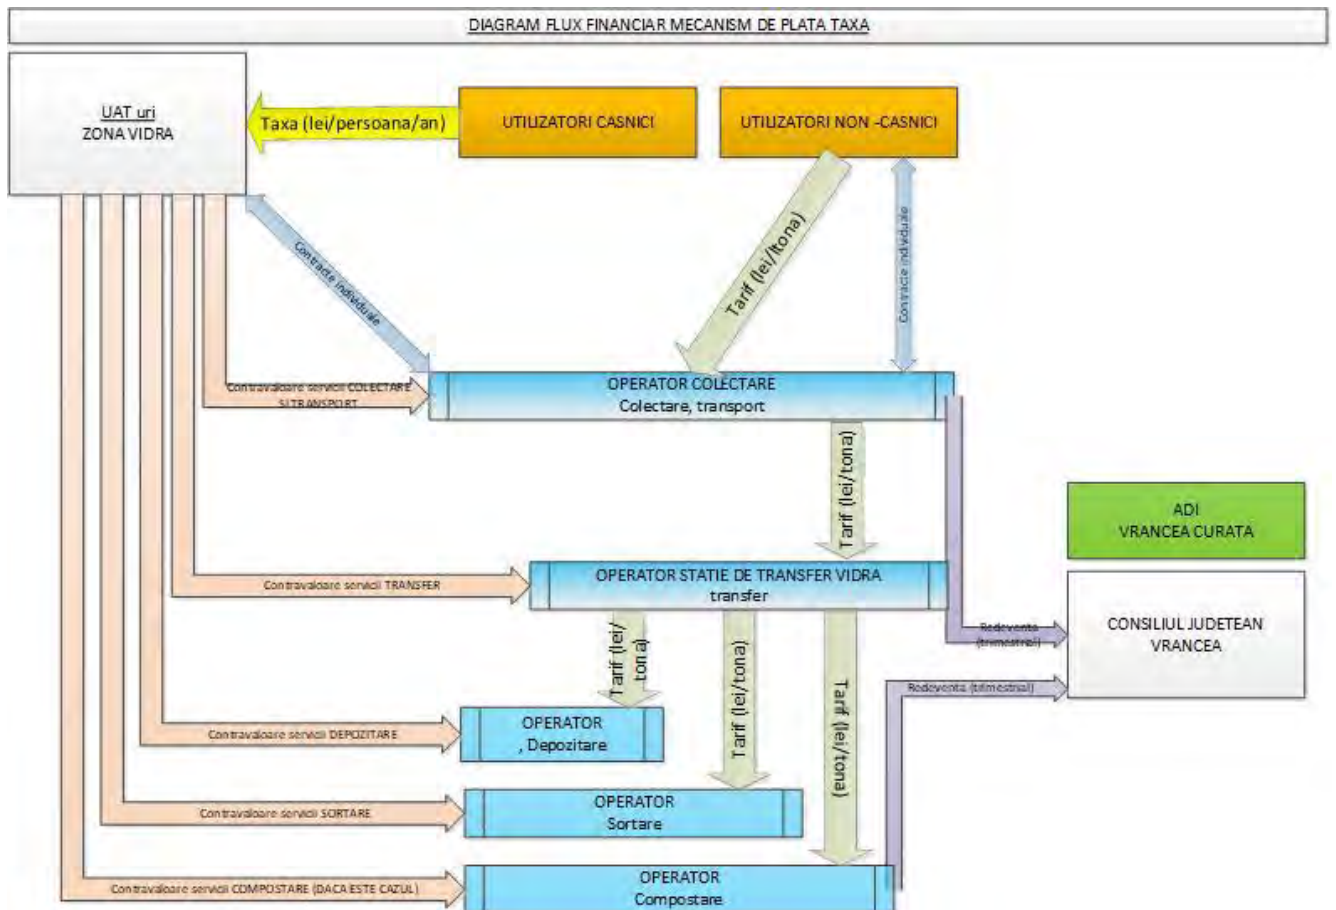 DIAGRAM FLUX FINANCIAR MECANISM DE PLATA TAXA
UAT uri
ZONA VIDRA
Taxa (lei/persoana/an)
UTILIZATORI CASNICI
UTILIZATORI NON -CASNICI
Contracte individuale
Tarif (lei/ltona)
Contracte individuale
Contravaloare servicii COLECTARE
SI TRANSPORT
OPERATOR COLECTARE
Colectare, transport
Tarif (lei/tona)
ADI
VRANCEA CURATA
Contravaloare servicii TRANSFER
OPERATOR STATIE DE TRANSFER VIDRA
transfer
Redeventa
(trimestrial)
CONSILIUL JUDETEAN
VRANCEA
Tarif (lei/
tona)
Tarif (lei/tona)
Tarif (lei/tona)
Redeventa (trimestrial)
Contravaloare servicii DEPOZITARE
OPERATOR
, Depozitare
Contravaloare servicii SORTARE
OPERATOR
Sortare
Contravaloare servicii COMPOSTARE (DACA ESTE CAZUL)
OPERATOR
Compostare